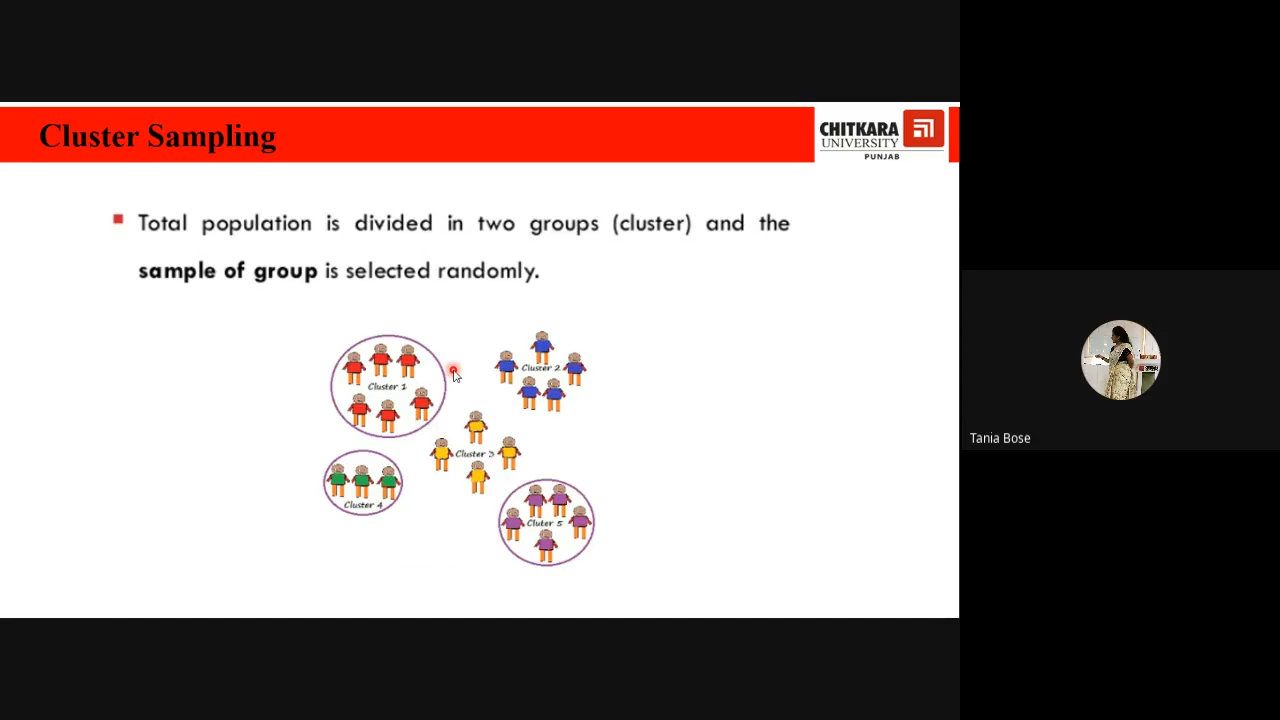 Cluster Sampling
CHITKARA
UNIVERSITY
PUNJAB
Total population is divided in two groups (cluster) and the
sample of group is selected randomly.
Cluster 1
Cluster 2
Cluster 3
Cluster 4
Cluter 5
Tania Bose